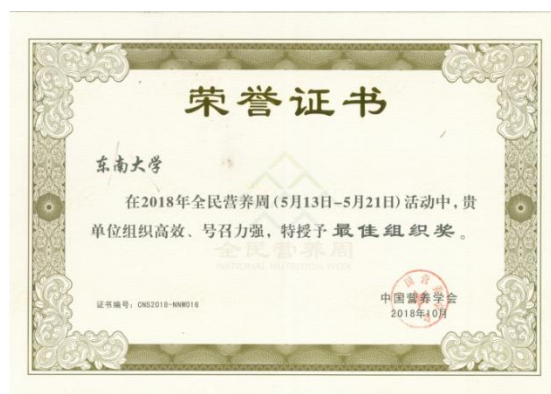 荣誉证书
东南大学
在2018年全民营养周(5月13日-5月21日)活动中，贵
单位组织高效、号召力强，特授予 最佳组织奖。
全民营养周
NATIONAL NUTRITION WEEK
证书编号：CNS2018-NNW016
中国营养学会
2018年10月